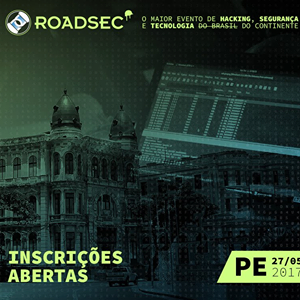 ROADSEC
O MAIOR EVENTO DE HACKING, SEGURANÇA
E TECNOLOGIA DO BRASIL DO CONTINENTE
INSCRIÇÕES
ABERTAS
PE
27/05
2017